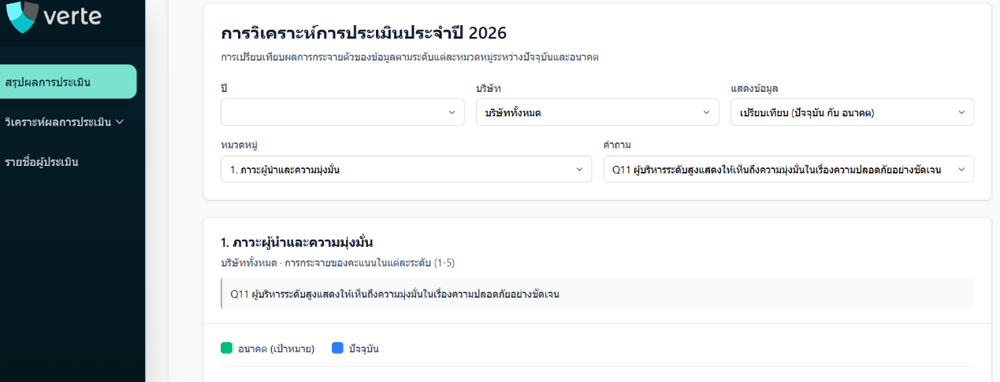 verte
สรุปผลการประเมิน
วิเคราะห์ผลการประเมิน
รายชื่อผู้ประเมิน
การวิเคราะห์การประเมินประจำปี 2026
การเปรียบเทียบผลการกระจายตัวของข้อมูลตามระดับแต่ละหมวดหมู่ระหว่างปัจจุบันและอนาคต
ปี
บริษัท
แสดงข้อมูล
บริษัททั้งหมด
เปรียบเทียบ (ปัจจุบัน กับ อนาคต)
หมวดหมู่
คำถาม
1. ภาวะผู้นำและความมุ่งมั่น
Q11 ผู้บริหารระดับสูงแสดงให้เห็นถึงความมุ่งมั่นในเรื่องความปลอดภัยอย่างชัดเจน
1. ภาวะผู้นำและความมุ่งมั่น
บริษัททั้งหมด · การกระจายของคะแนนในแต่ละระดับ (1-5)
Q11 ผู้บริหารระดับสูงแสดงให้เห็นถึงความมุ่งมั่นในเรื่องความปลอดภัยอย่างชัดเจน
อนาคต (เป้าหมาย)
ปัจจุบัน